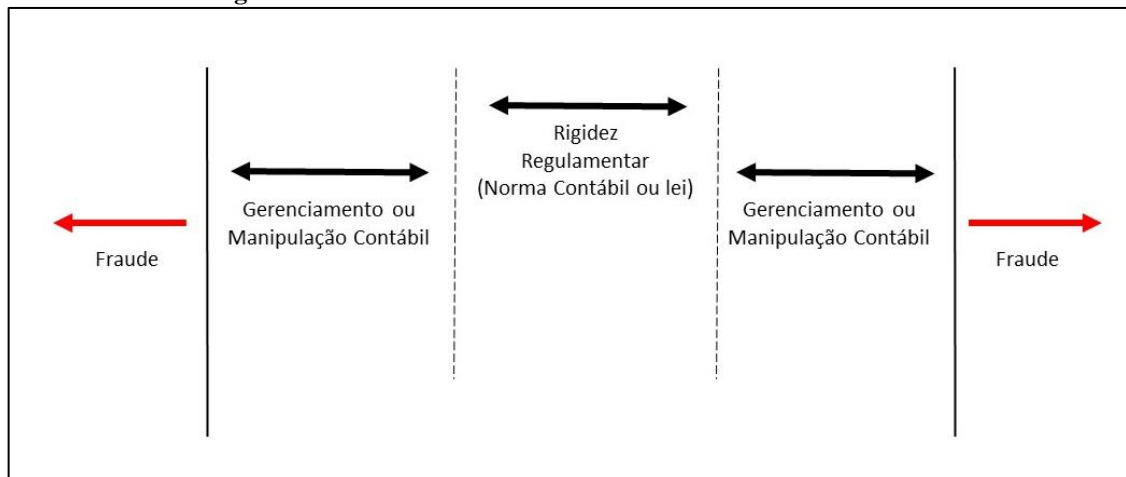 Rigidez
Regulamentar
(Norma Contábil ou lei)
Gerenciamento ou
Manipulação Contábil
Gerenciamento ou
Manipulação Contábil
Fraude
Fraude